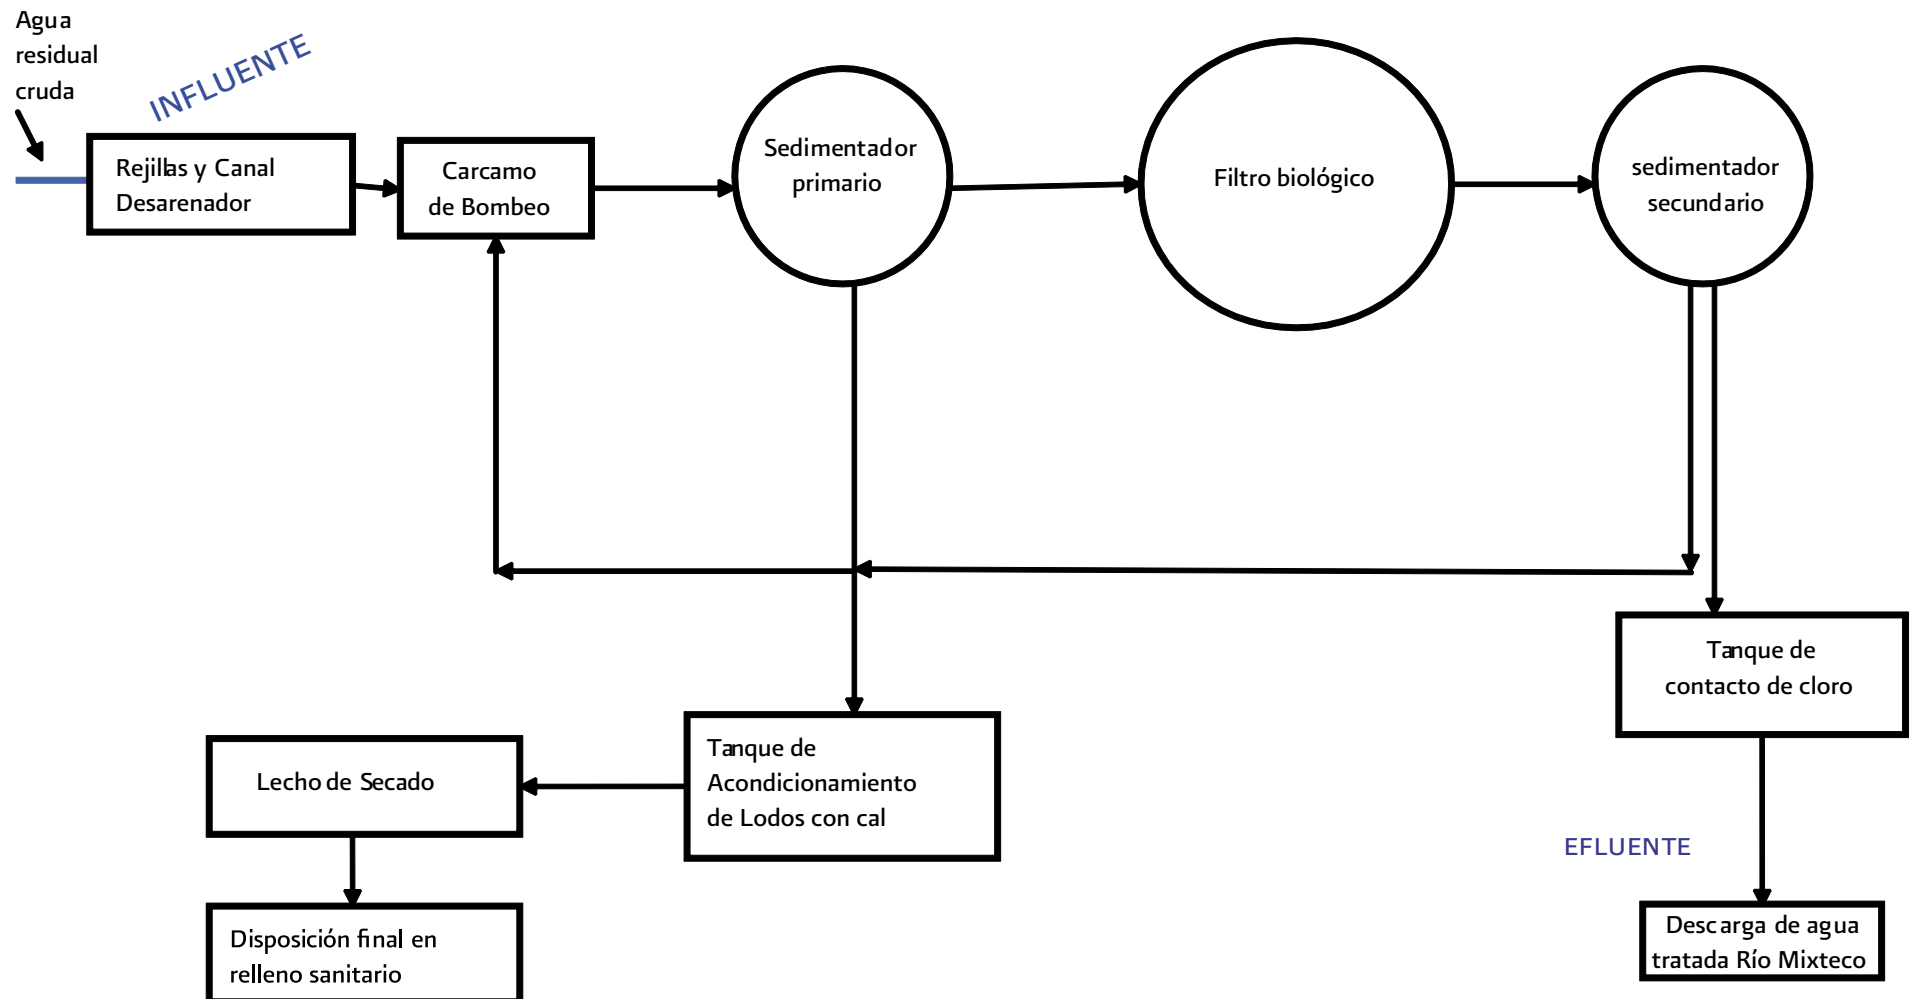 Agua
residual
cruda
INFLUENTE
Rejillas y Canal
Desarenador
Carcamo
de Bombeo
Sedimentador
primario
Filtro biológico
sedimentador
secundario
Tanque de
contacto de cloro
Tanque de
Acondicionamiento
de Lodos con cal
Lecho de Secado
EFLUENTE
Disposición final en
relleno sanitario
Descarga de agua
tratada Río Mixteco